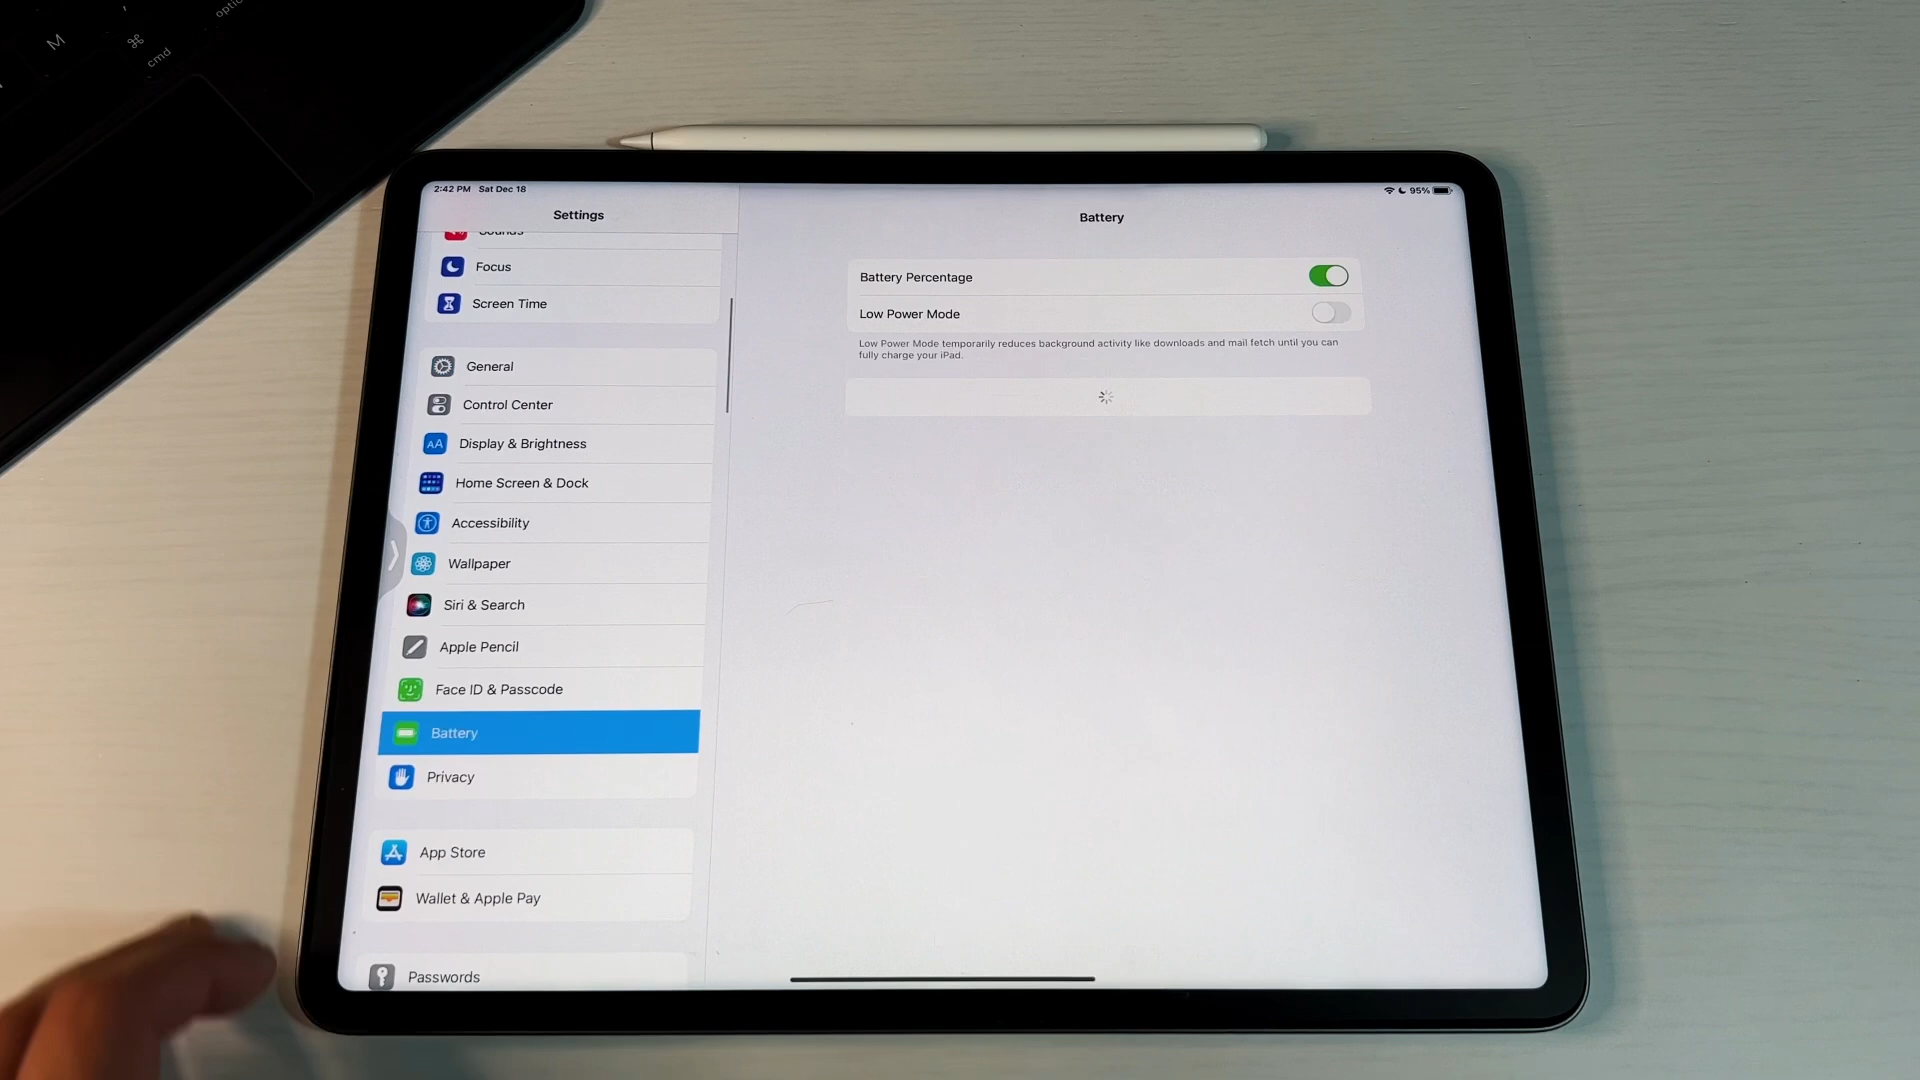 M
⌘
cmd
2:42 PM Sat Dec 18
95%
Settings
Sounds
Focus
Screen Time
General
Control Center
AA
Display & Brightness
Home Screen & Dock
Accessibility
Wallpaper
Siri & Search
Apple Pencil
Face ID & Passcode
Battery
Privacy
App Store
Wallet & Apple Pay
Passwords
Battery
Battery Percentage
Low Power Mode
Low Power Mode temporarily reduces background activity like downloads and mail fetch until you can
fully charge your iPad.